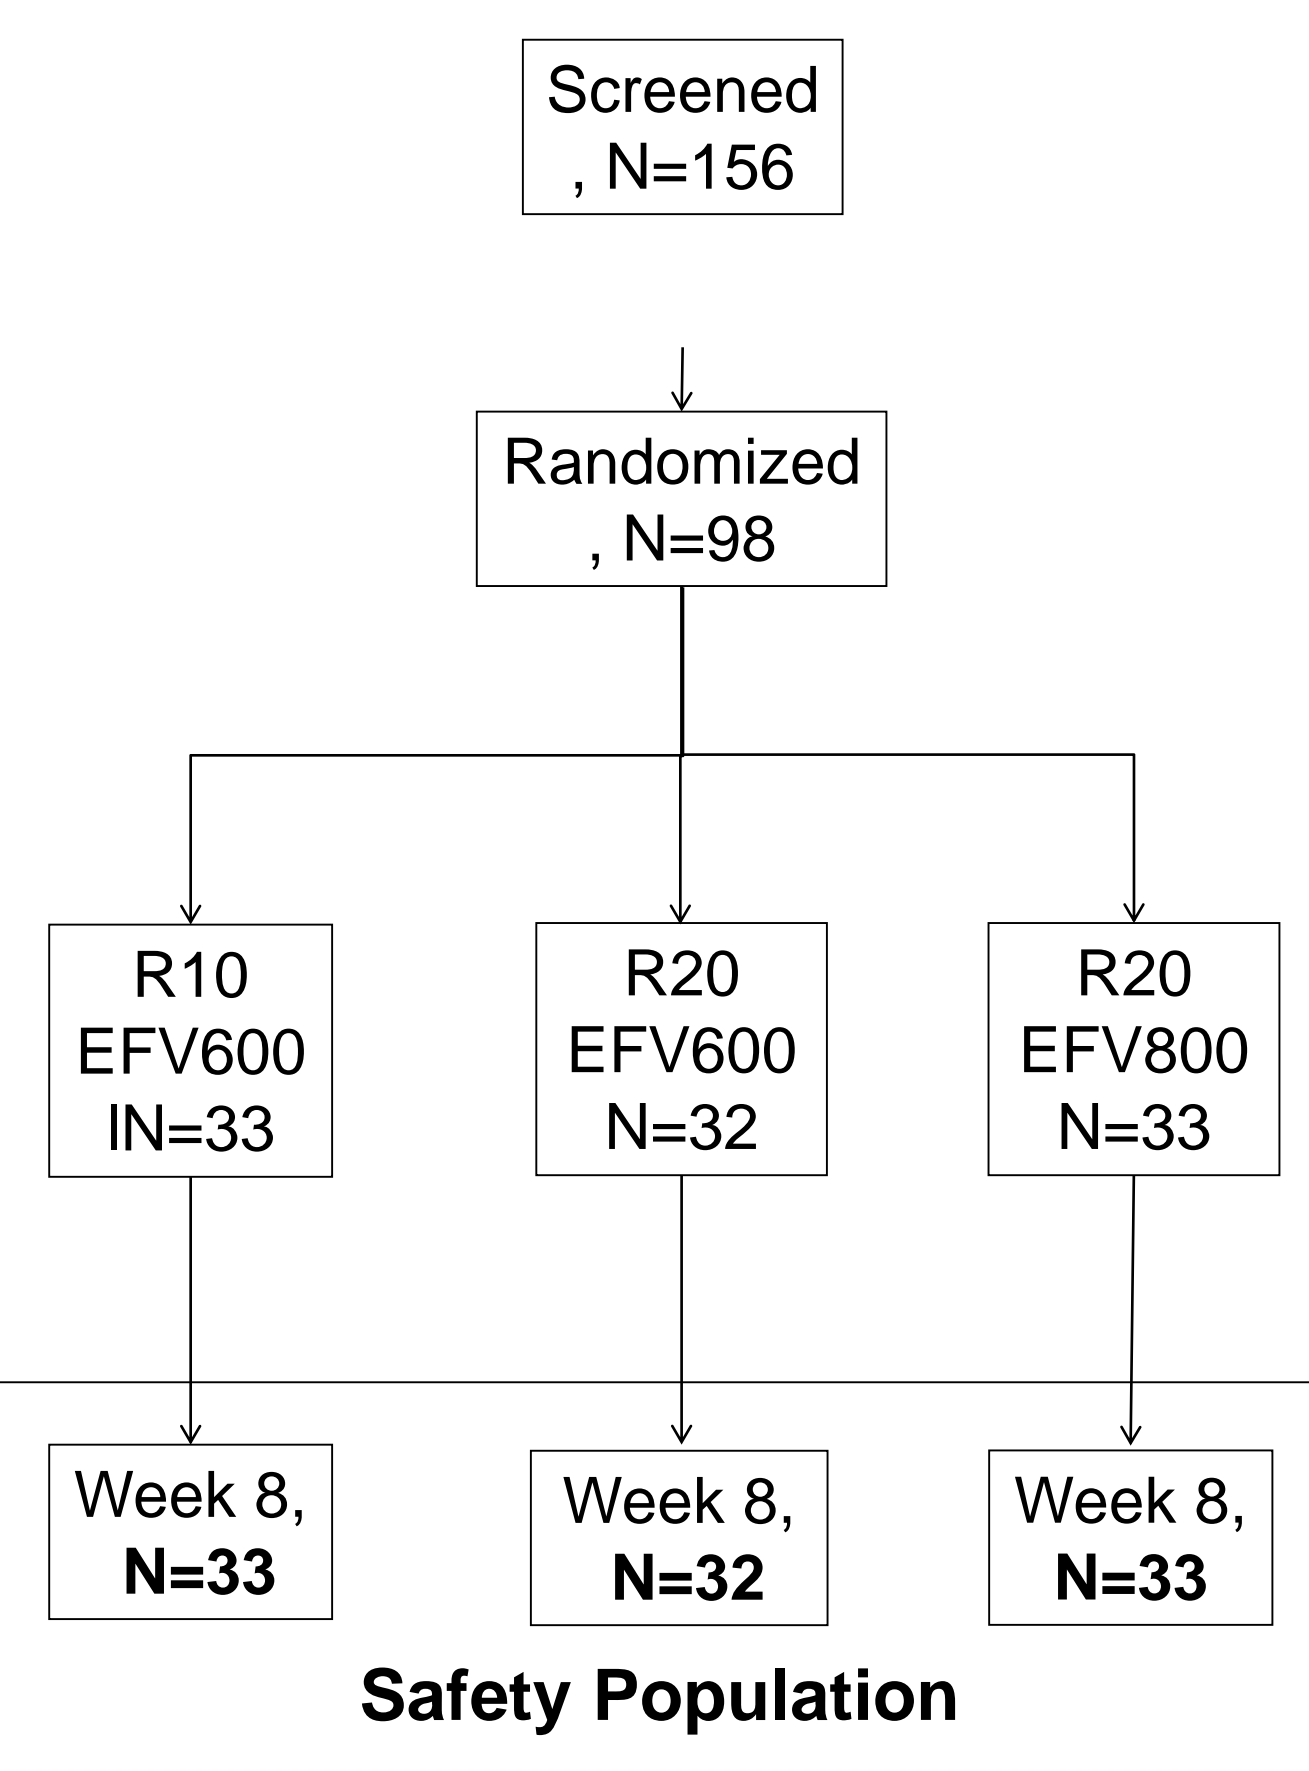 Screened
, N=156
Randomized
, N=98
R10
EFV600
IN=33
R20
EFV600
N=32
R20
EFV800
N=33
Week 8,
N=33
Week 8,
N=32
Week 8,
N=33
Safety Population